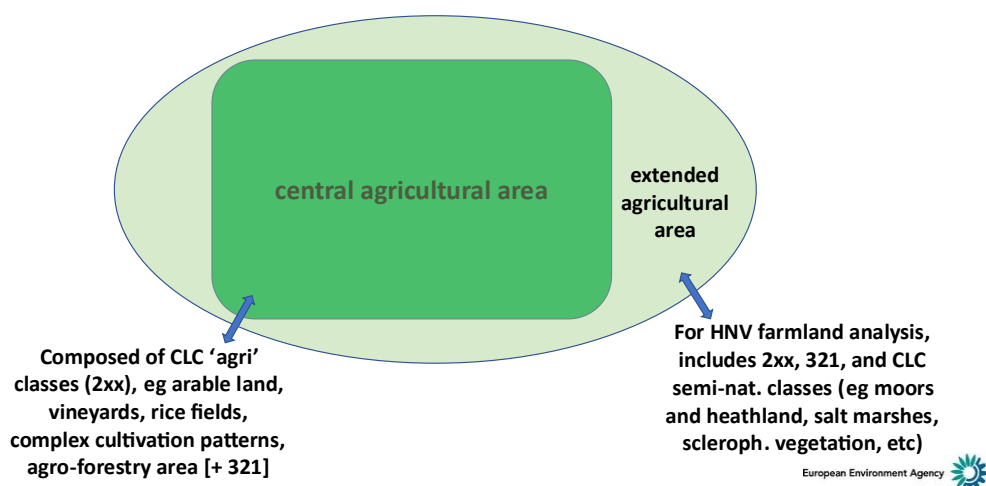 central agricultural area
extended
agricultural
area
Composed of CLC ‘agri’
classes (2xx), eg arable land,
vineyards, rice fields,
complex cultivation patterns,
agro-forestry area [+ 321]
For HNV farmland analysis,
includes 2xx, 321, and CLC
semi-nat. classes (eg moors
and heathland, salt marshes,
scleroph. vegetation, etc)
European Environment Agency